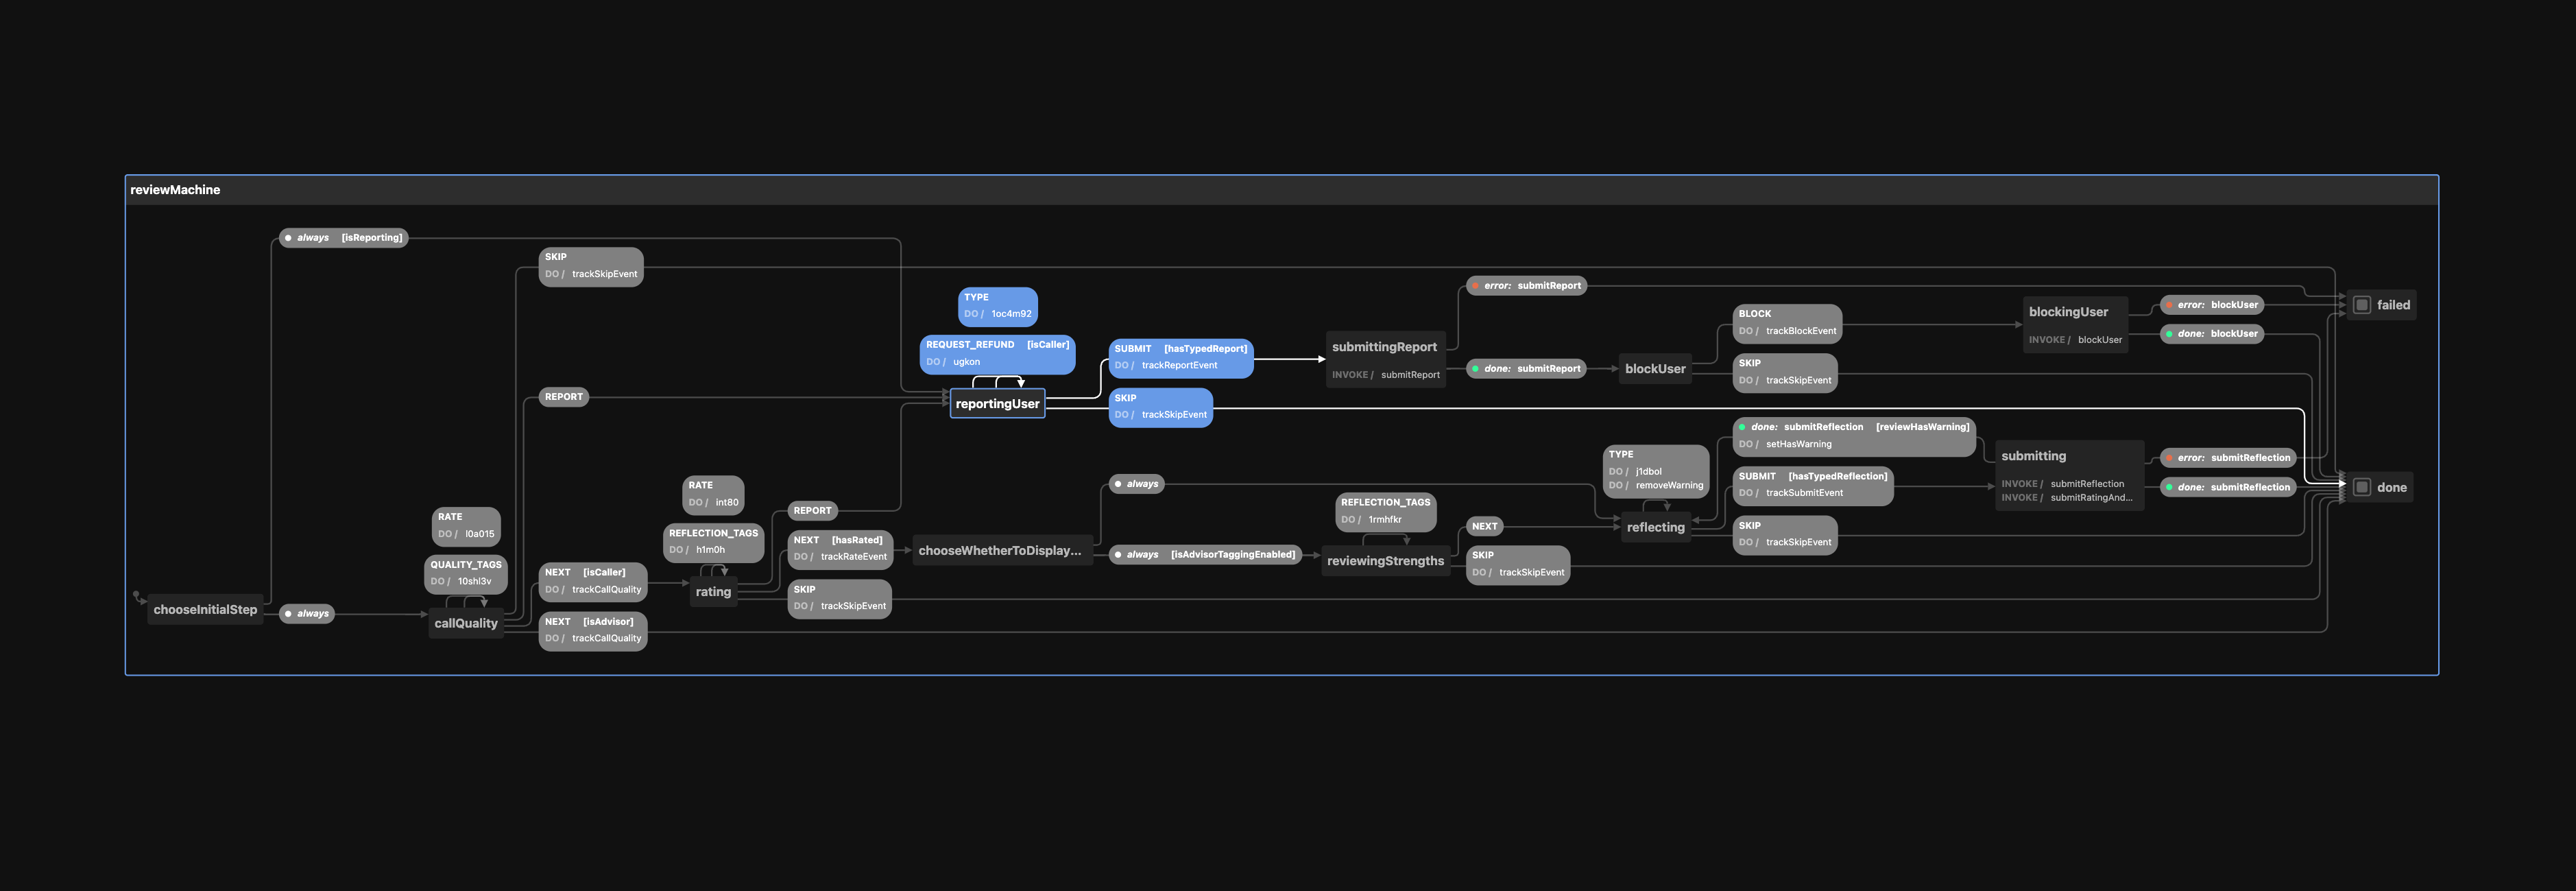 reviewMachine
always [isReporting]
SKIP
DO / trackSkipEvent
REPORT
TYPE
DO / 1oc4m92
REQUEST_REFUND [isCaller]
DO / ugkon
reportingUser
SUBMIT [hasTypedReport]
DO / trackReportEvent
SKIP
DO / trackSkipEvent
submittingReport
INVOKE / submitReport
error: submitReport
done: submitReport
blockUser
BLOCK
DO / trackBlockEvent
SKIP
DO / trackSkipEvent
blockingUser
INVOKE / blockUser
error: blockUser
done: blockUser
failed
chooseInitialStep
always
RATE
DO / l0a015
QUALITY_TAGS
DO / 10shl3v
callQuality
NEXT [isCaller]
DO / trackCallQuality
NEXT [isAdvisor]
DO / trackCallQuality
RATE
DO / int80
REFLECTION_TAGS
DO / h1m0h
rating
REPORT
NEXT [hasRated]
DO / trackRateEvent
SKIP
DO / trackSkipEvent
chooseWhetherToDisplay...
always
always [isAdvisorTaggingEnabled]
REFLECTION_TAGS
DO / 1rmhfkr
reviewingStrengths
NEXT
SKIP
DO / trackSkipEvent
TYPE
DO / j1dbol
DO / removeWarning
reflecting
done: submitReflection [reviewHasWarning]
DO / setHasWarning
SUBMIT [hasTypedReflection]
DO / trackSubmitEvent
SKIP
DO / trackSkipEvent
submitting
INVOKE / submitReflection
INVOKE / submitRatingAnd...
error: submitReflection
done: submitReflection
done